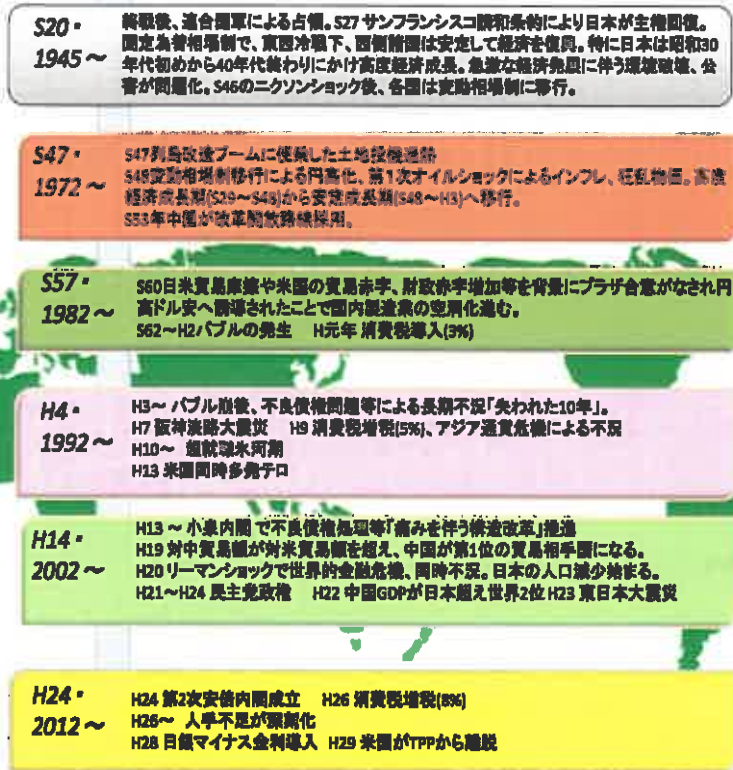 S20・
1945～
終戦後、連合国軍による占領。S27 サンフランシスコ講和条約により日本が主権回復。
固定為替相場制で、東西冷戦下、西側諸国は安定して経済を復興。特に日本は昭和30
年代初めから40年代終わりにかけ高度経済成長。急激な経済発展に伴う環境破壊、公
害が問題化。S46のニクソンショック後、各国は変動相場制に移行。
S47・
1972～
S47列島改造ブームに便乗した土地投機過熱
S48変動相場制移行による円高化、第1次オイルショックによるインフレ、狂乱物価。高度
経済成長期(S29～S48)から安定成長期(S48～H3)へ移行。
S53年中国が改革開放路線採用。
S57・
1982～
S60日米貿易摩擦や米国の貿易赤字、財政赤字増加等を背景にプラザ合意がなされ円
高ドル安へ誘導されたことで国内製造業の空洞化進む。
S62～H2バブルの発生　H元年 消費税導入(3%)
H4・
1992～
H3～ バブル崩後、不良債権問題等による長期不況「失われた10年」。
H7 阪神淡路大震災　H9 消費税増税(5%)、アジア通貨危機による不況
H10～ 超就職氷河期
H13 米国同時多発テロ
H14・
2002～
H13 ～ 小泉内閣 で不良債権処理等「痛みを伴う構造改革」推進
H19 対中貿易額が対米貿易額を超え、中国が第1位の貿易相手国になる。
H20 リーマンショックで世界的金融危機、同時不況。日本の人口減少始まる。
H21～H24 民主党政権　H22 中国GDPが日本超え世界2位 H23 東日本大震災
H24・
2012～
H24 第2次安倍内閣成立　H26 消費税増税(8%)
H26～ 人手不足が深刻化
H28 日銀マイナス金利導入 H29 米国がTPPから離脱